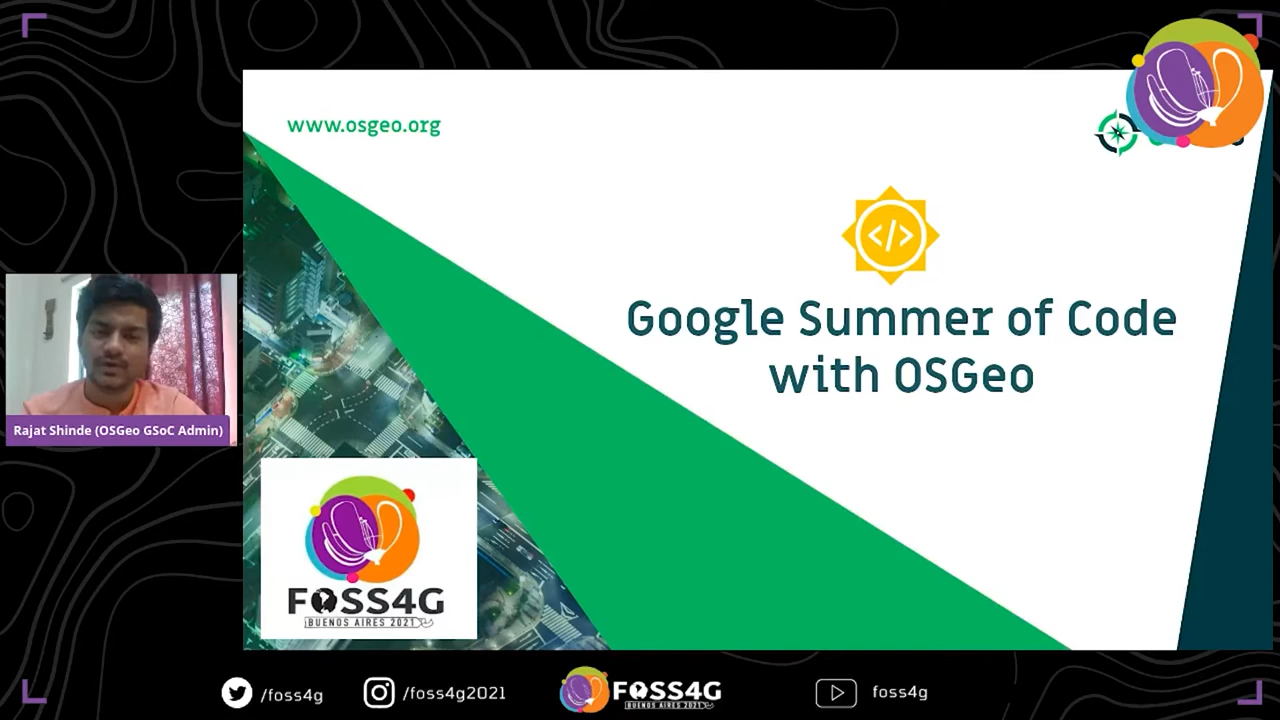 www.osgeo.org
</>
Google Summer of Code
with OSGeo
Rajat Shinde (OSGeo GSoC Admin)
FOSS4G
BUENOS AIRES 2021
/foss4g
/foss4g2021
FOSS4G
BUENOS AIRES 2021
foss4g